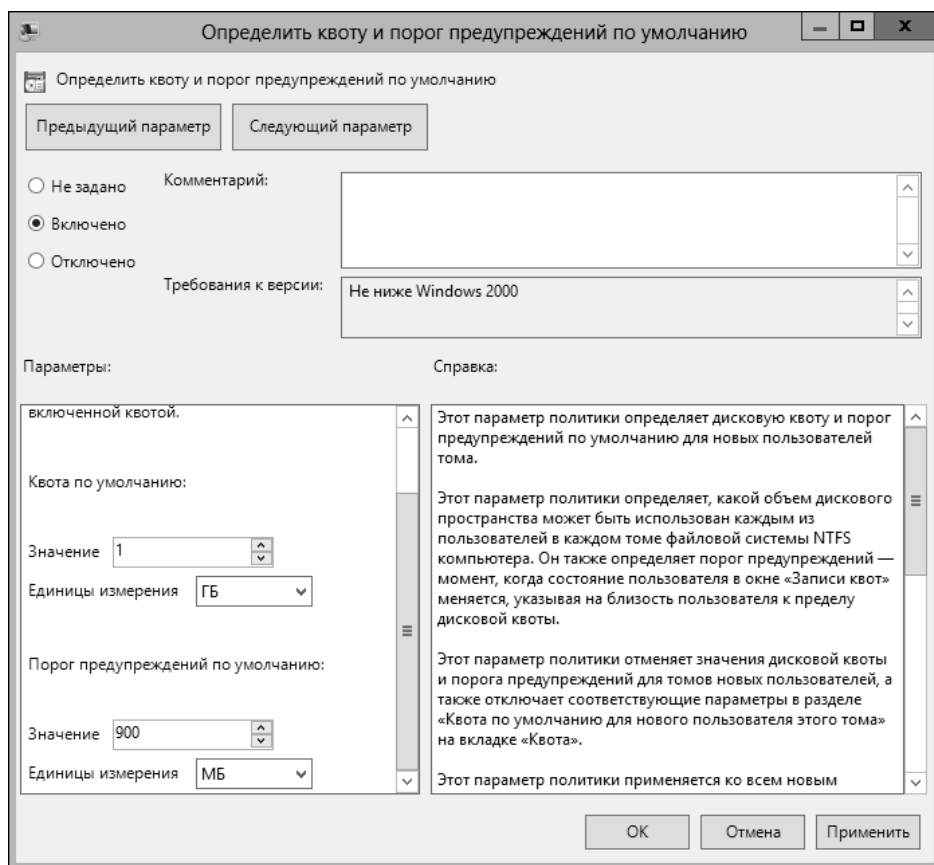 Определить квоту и порог предупреждений по умолчанию
Определить квоту и порог предупреждений по умолчанию
Предыдущий параметр
Следующий параметр
Не задано
Включено
Отключено
Комментарий:
Требования к версии:
Не ниже Windows 2000
Параметры:
включенной квотой.
Квота по умолчанию:
Значение 1
Единицы измерения ГБ
Порог предупреждений по умолчанию:
Значение 900
Единицы измерения МБ
Справка:
Этот параметр политики определяет дисковую квоту и порог
предупреждений по умолчанию для новых пользователей
тома.
Этот параметр политики определяет, какой объем дискового
пространства может быть использован каждым из
пользователей в каждом томе файловой системы NTFS
компьютера. Он также определяет порог предупреждений —
момент, когда состояние пользователя в окне «Записи квот»
меняется, указывая на близость пользователя к пределу
дисковой квоты.
Этот параметр политики отменяет значения дисковой квоты
и порога предупреждений для томов новых пользователей, а
также отключает соответствующие параметры в разделе
«Квота по умолчанию для нового пользователя этого тома»
на вкладке «Квота».
Этот параметр политики применяется ко всем новым
OK
Отмена
Применить